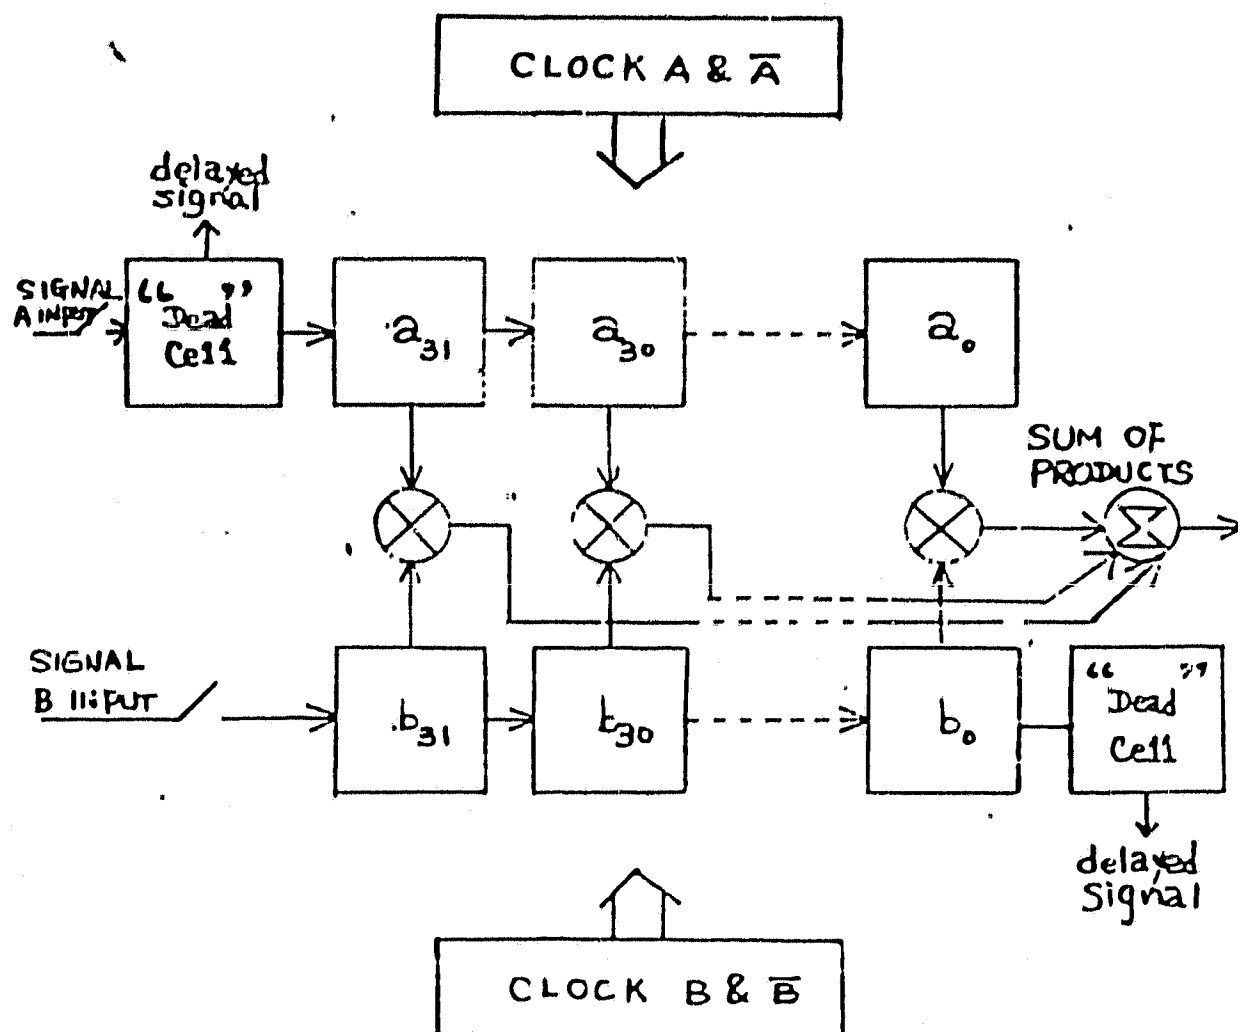 CLOCK A & A̅
delayed
signal
SIGNAL
A INPUT
“ ”
Dead
Cell
a₃₁
a₃₀
a₀
SUM OF
PRODUCTS
Σ
SIGNAL
B INPUT
b₃₁
b₃₀
b₀
“ ”
Dead
Cell
delayed
Signal
CLOCK B & B̅